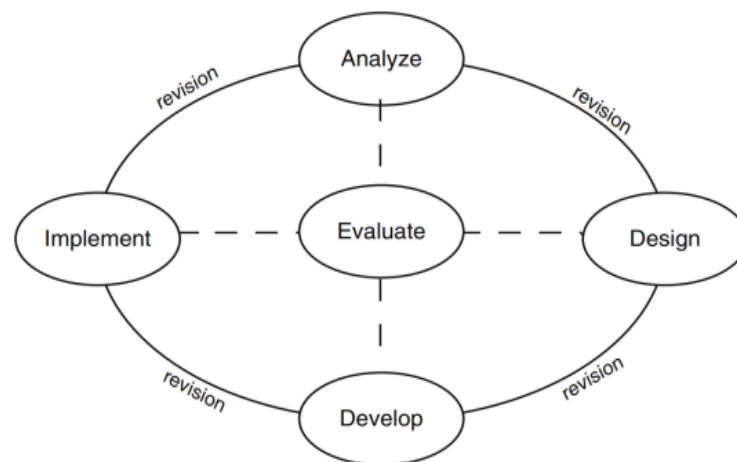 Analyze
revision
revision
Implement
Evaluate
Design
revision
revision
Develop